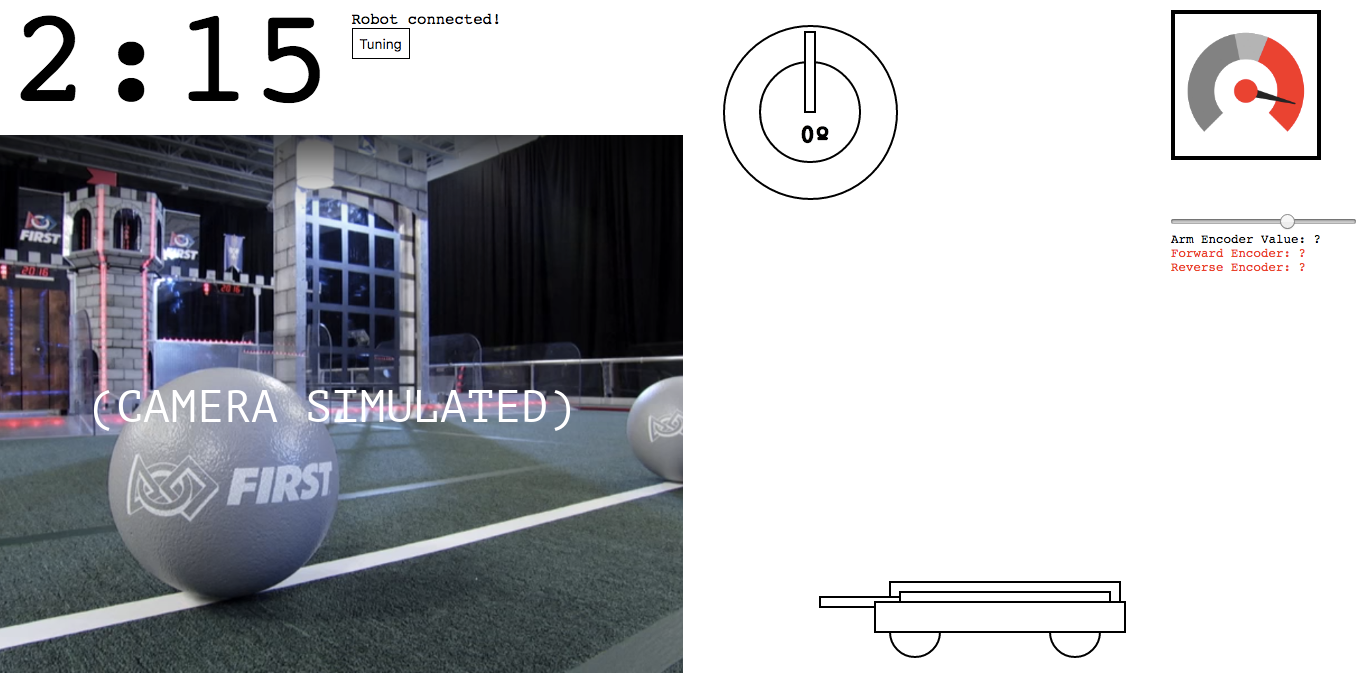 2:15
Robot connected!
Tuning
0º
Arm Encoder Value: ?
Forward Encoder: ?
Reverse Encoder: ?
FIRST
FIRST
2016
2016
(CAMERA SIMULATED)
FIRST